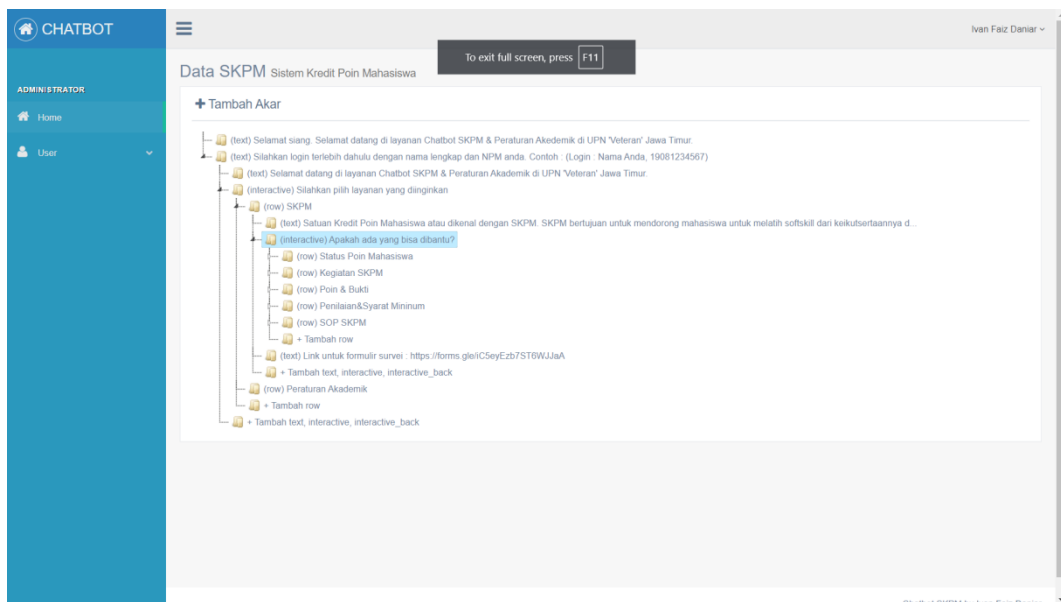 CHATBOT
Ivan Faiz Daniar
To exit full screen, press F11
Data SKPM Sistem Kredit Poin Mahasiswa
ADMINISTRATOR
Home
User
+ Tambah Akar
(text) Selamat siang. Selamat datang di layanan Chatbot SKPM & Peraturan Akedemik di UPN 'Veteran' Jawa Timur.
(text) Silahkan login terlebih dahulu dengan nama lengkap dan NPM anda. Contoh : (Login : Nama Anda, 19081234567)
(text) Selamat datang di layanan Chatbot SKPM & Peraturan Akademik di UPN 'Veteran' Jawa Timur.
(interactive) Silahkan pilih layanan yang diinginkan
(row) SKPM
(text) Satuan Kredit Poin Mahasiswa atau dikenal dengan SKPM. SKPM bertujuan untuk mendorong mahasiswa untuk melatih softskill dari keikutsertaannya d...
(interactive) Apakah ada yang bisa dibantu?
(row) Status Poin Mahasiswa
(row) Kegiatan SKPM
(row) Poin & Bukti
(row) Penilaian&Syarat Mininum
(row) SOP SKPM
+ Tambah row
(text) Link untuk formulir survei : https://forms.gle/iC5eyEzb7ST6WJJaA
+ Tambah text, interactive, interactive_back
(row) Peraturan Akademik
+ Tambah row
+ Tambah text, interactive, interactive_back